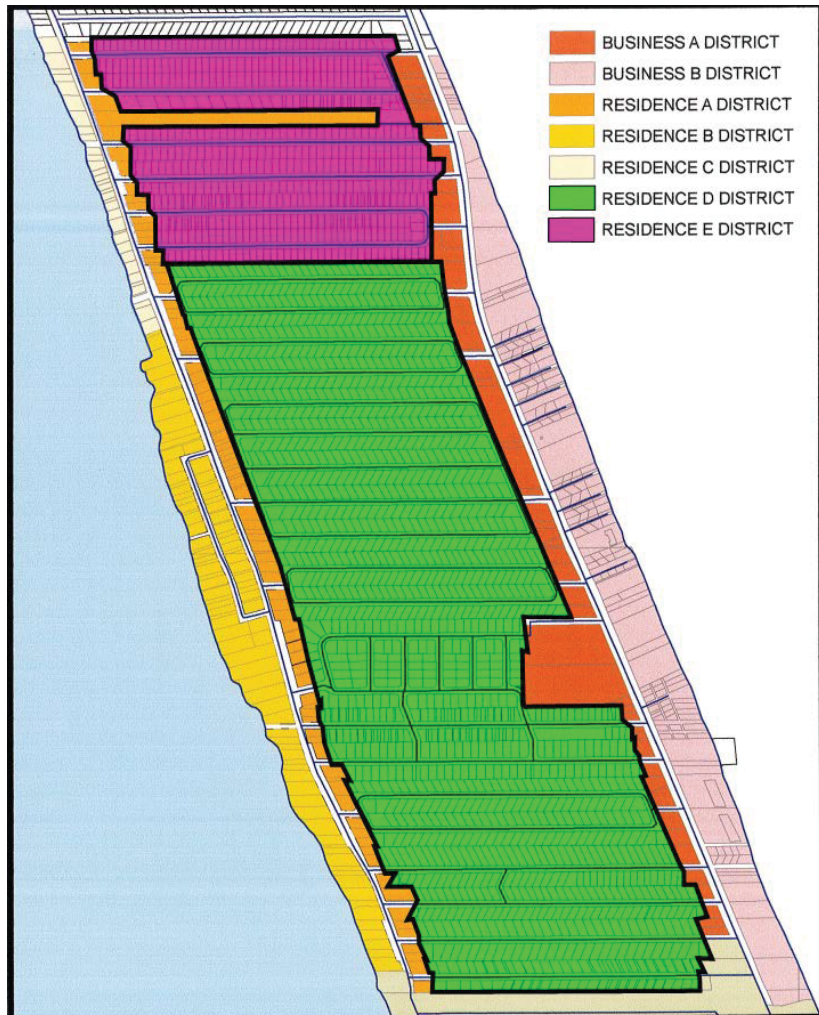 BUSINESS A DISTRICT
BUSINESS B DISTRICT
RESIDENCE A DISTRICT
RESIDENCE B DISTRICT
RESIDENCE C DISTRICT
RESIDENCE D DISTRICT
RESIDENCE E DISTRICT